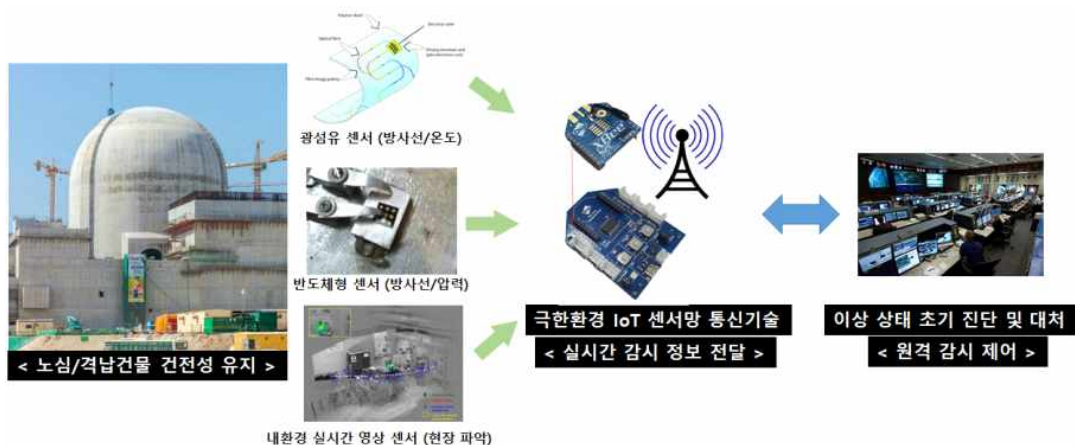 광섬유 센서 (방사선/온도)
반도체형 센서 (방사선/압력)
내환경 실시간 영상 센서 (현장 파악)
< 노심/격납건물 건전성 유지 >
XBee
극한환경 IoT 센서망 통신기술
< 실시간 감시 정보 전달 >
이상 상태 초기 진단 및 대처
< 원격 감시 제어 >